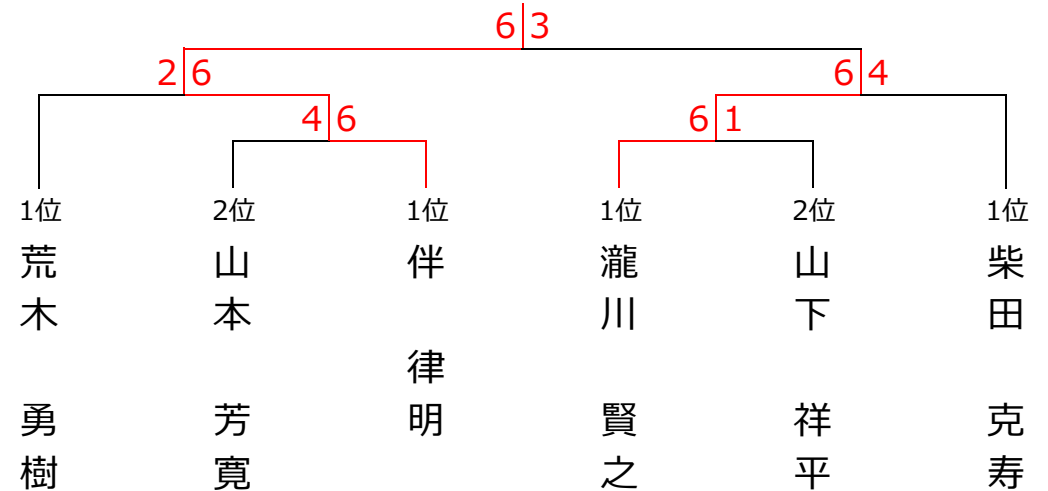 6 3
2 6
6 4
4 6
6 1
1位
2位
1位
1位
2位
1位
荒木 勇樹
山本 芳寛
伴 律明
瀧川 賢之
山下 祥平
柴田 克寿